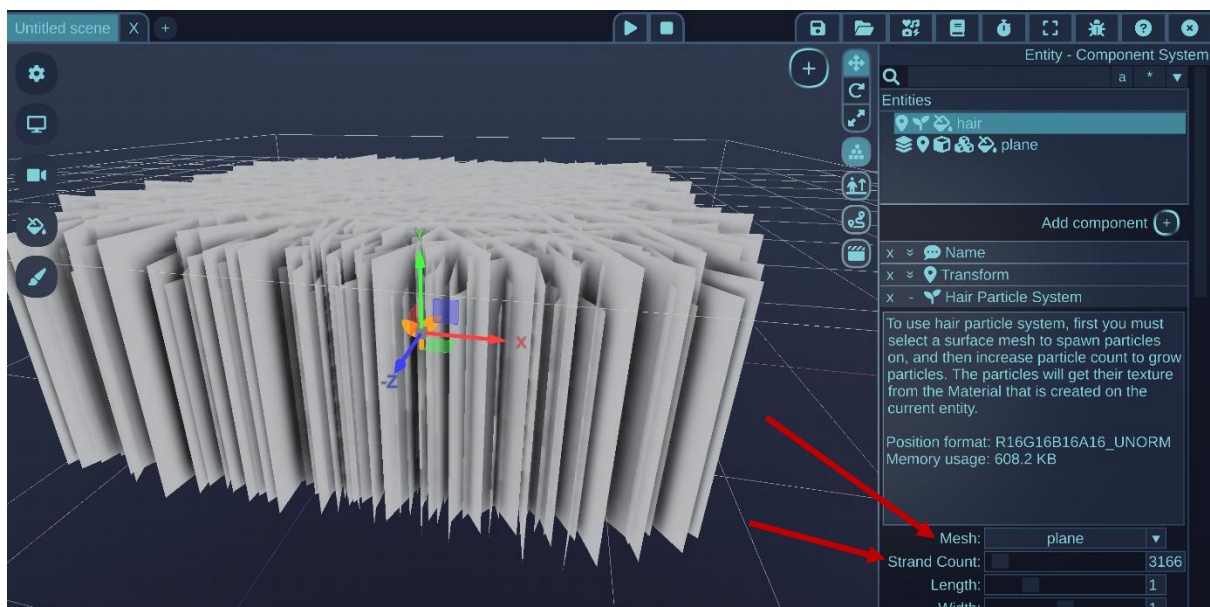 Untitled scene X +
Entity - Component System
a * ▼
Entities
hair
plane
Add component +
x Name
x Transform
x - Hair Particle System
To use hair particle system, first you must
select a surface mesh to spawn particles
on, and then increase particle count to grow
particles. The particles will get their texture
from the Material that is created on the
current entity.
Position format: R16G16B16A16_UNORM
Memory usage: 608.2 KB
Mesh: plane ▼
Strand Count: 3166
Length: 1
Width: 1
Y
X
-Z